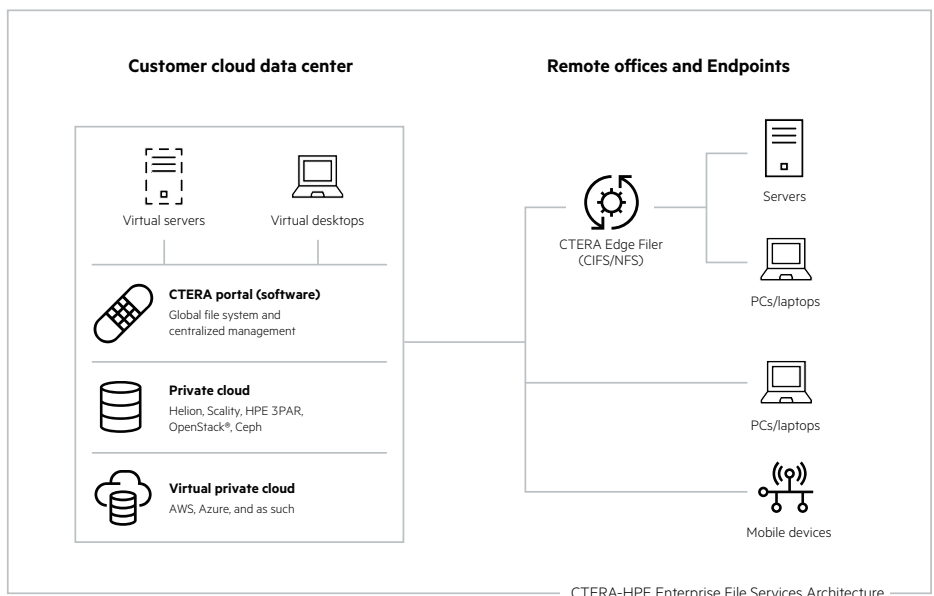 Customer cloud data center
Remote offices and Endpoints
Virtual servers
Virtual desktops
CTERA portal (software)
Global file system and
centralized management
Private cloud
Helion, Scality, HPE 3PAR,
OpenStack®, Ceph
Virtual private cloud
AWS, Azure, and as such
CTERA Edge Filer
(CIFS/NFS)
Servers
PCs/laptops
PCs/laptops
Mobile devices
CTERA-HPE Enterprise File Services Architecture